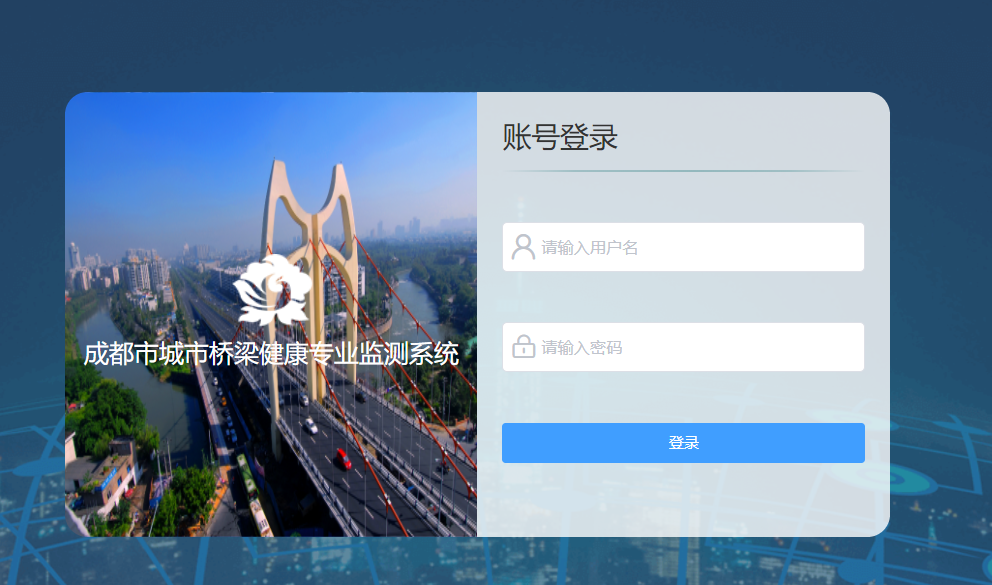 成都市城市桥梁健康专业监测系统
账号登录
请输入用户名
请输入密码
登录